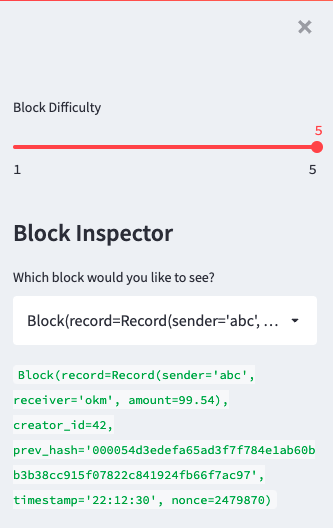 ×
Block Difficulty
5
1 5
Block Inspector
Which block would you like to see?
Block(record=Record(sender='abc', ...
Block(record=Record(sender='abc',
receiver='okm', amount=99.54),
creator_id=42,
prev_hash='000054d3edefa65ad3f7f784e1ab60b
b3b38cc915f07822c841924fb66f7ac97',
timestamp='22:12:30', nonce=2479870)